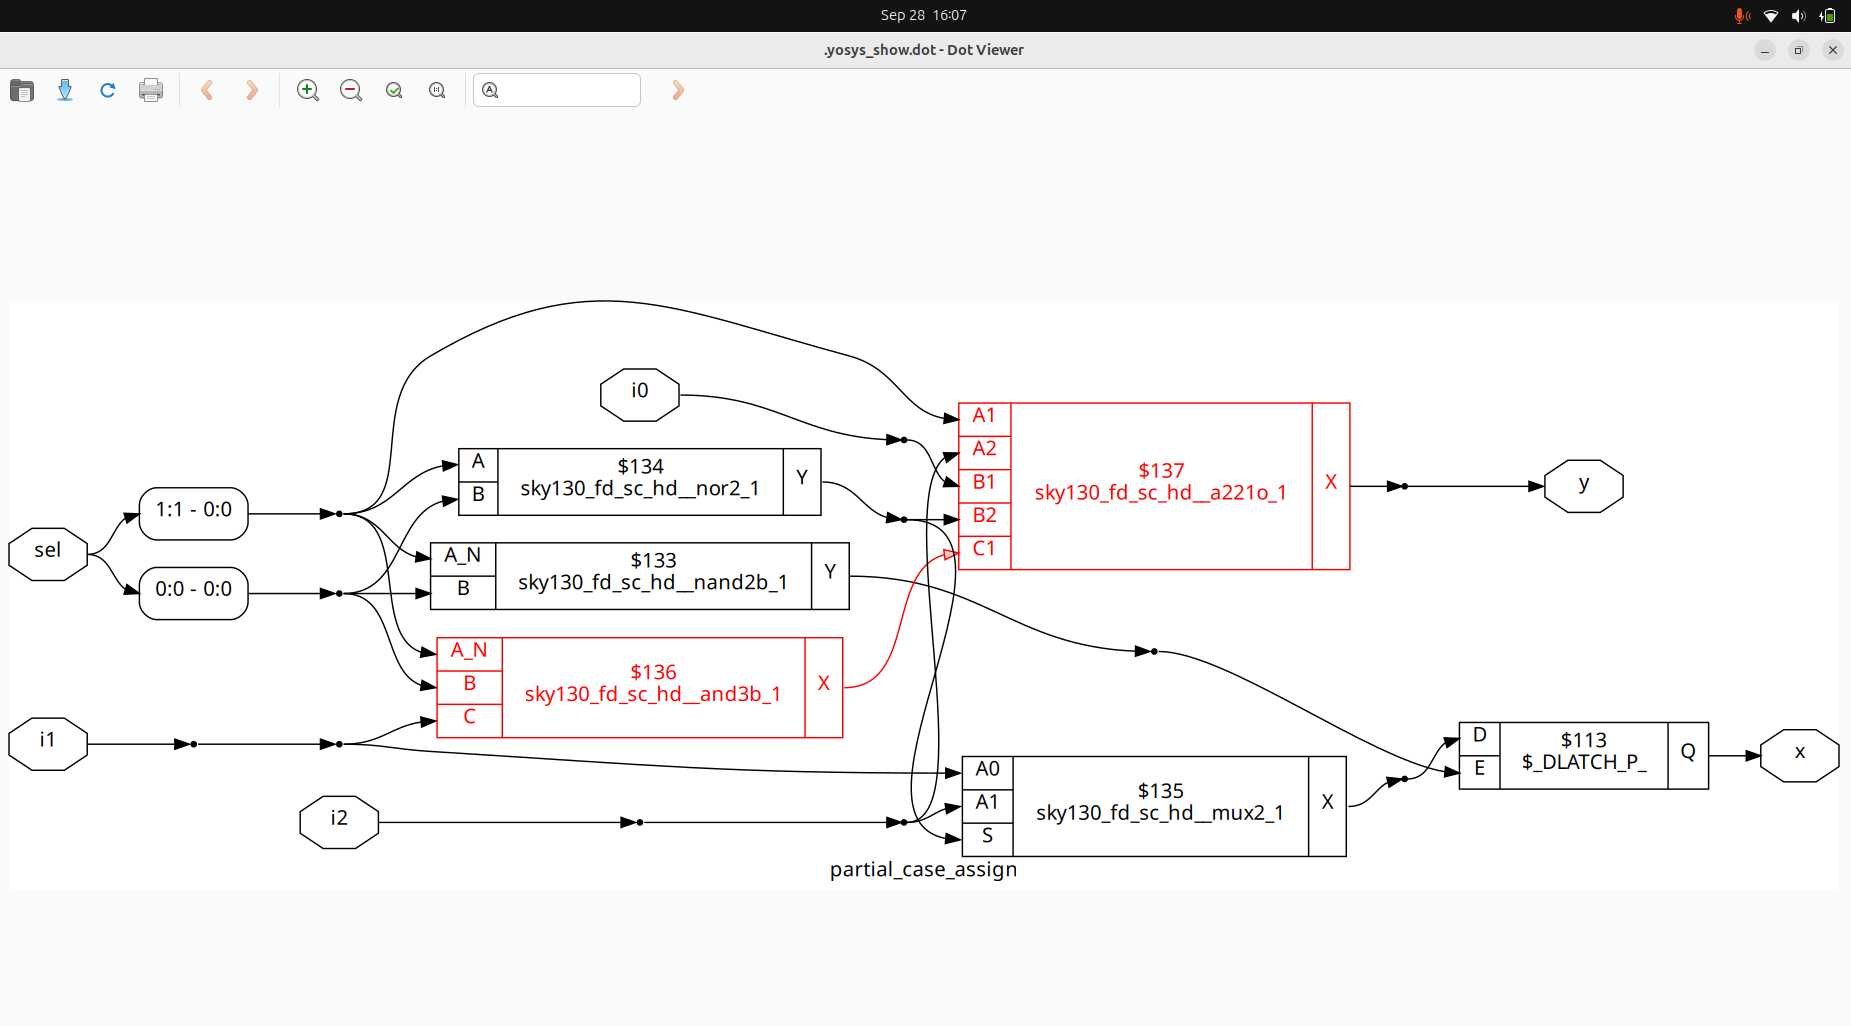 Sep 28 16:07
.yosys_show.dot - Dot Viewer
i0
A1
A2
B1
B2
C1
$137
sky130_fd_sc_hd__a221o_1
X
y
A
B
$134
sky130_fd_sc_hd__nor2_1
Y
1:1 - 0:0
sel
0:0 - 0:0
A_N
B
$133
sky130_fd_sc_hd__nand2b_1
Y
A_N
B
C
$136
sky130_fd_sc_hd__and3b_1
X
i1
i2
A0
A1
S
$135
sky130_fd_sc_hd__mux2_1
X
D
E
$113
$_DLATCH_P_
Q
x
partial_case_assign